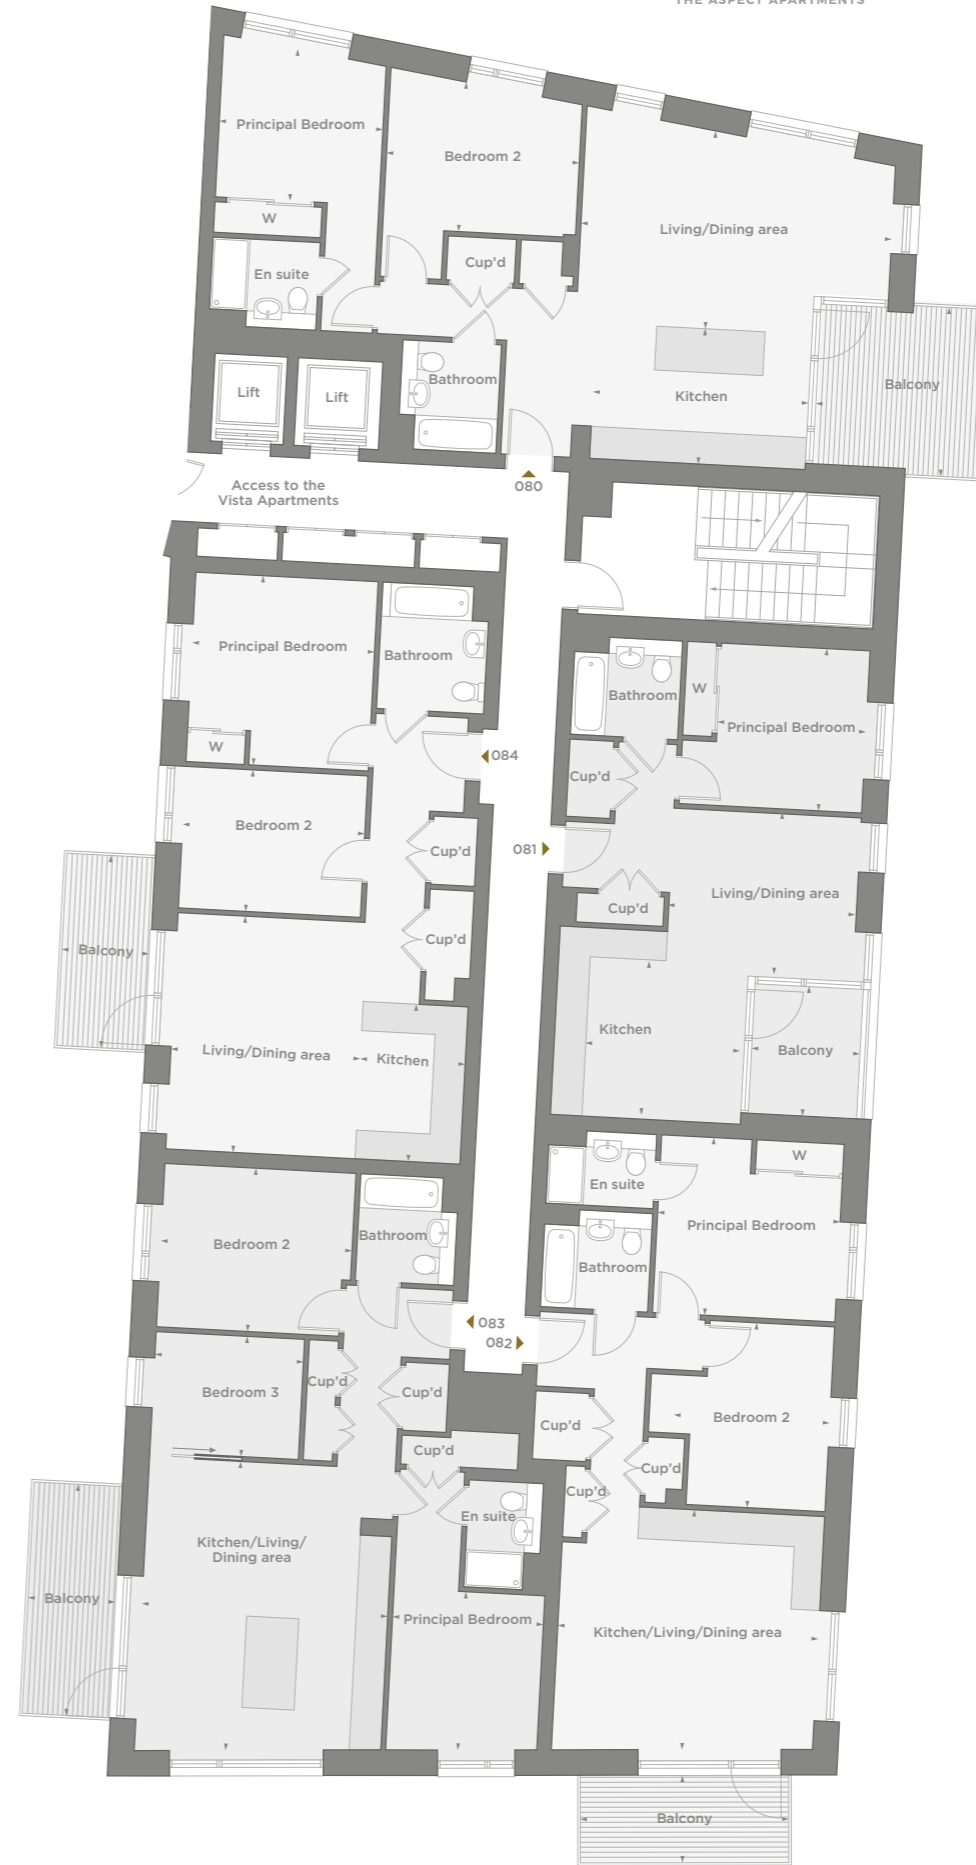 THE ASPECT APARTMENTS
Principal Bedroom
Bedroom 2
W
Living/Dining area
En suite
Cup'd
Lift
Lift
Bathroom
Kitchen
Balcony
Access to the
Vista Apartments
080
Principal Bedroom
Bathroom
W
084
Bedroom 2
Cup'd
Cup'd
Balcony
Living/Dining area
Kitchen
Bathroom
W
Principal Bedroom
Cup'd
081
Living/Dining area
Cup'd
Kitchen
Balcony
En suite
W
Principal Bedroom
Bathroom
082
Bedroom 2
Cup'd
Cup'd
Cup'd
Kitchen/Living/Dining area
Balcony
Bedroom 2
Bathroom
083
Bedroom 3
Cup'd
Cup'd
Cup'd
En suite
Kitchen/Living/
Dining area
Balcony
Principal Bedroom